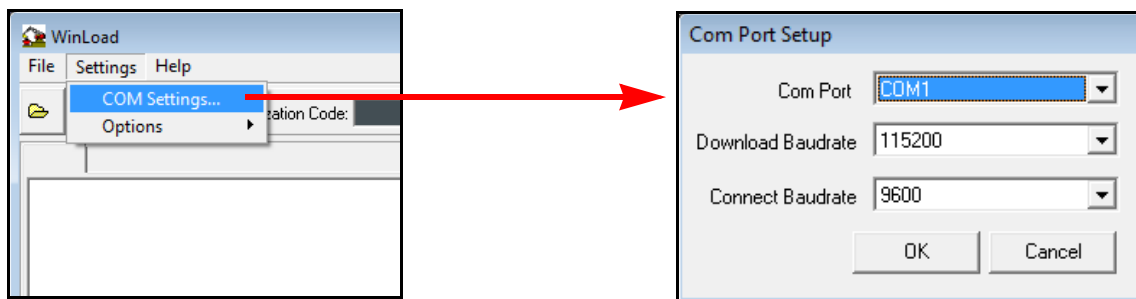 WinLoad
File Settings Help
COM Settings...
Code:
Options
Com Port Setup
Com Port COM1
Download Baudrate 115200
Connect Baudrate 9600
OK Cancel